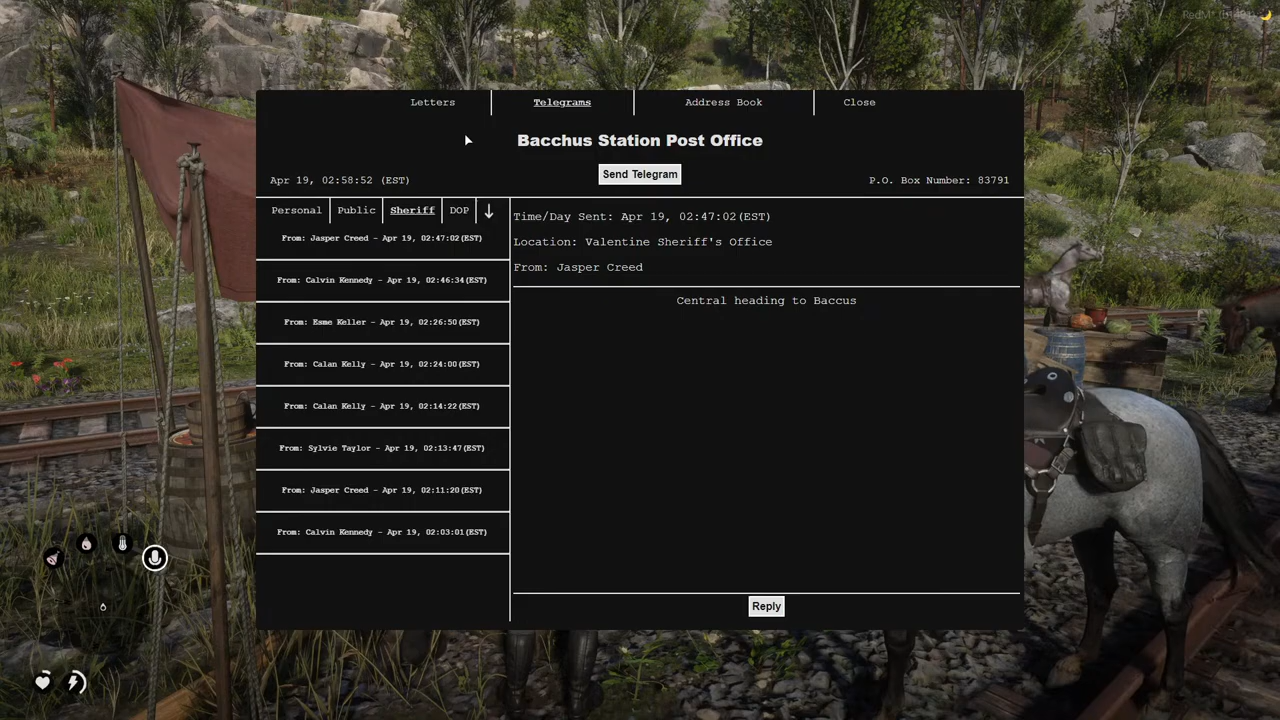 Letters
Telegrams
Address Book
Close
Bacchus Station Post Office
Apr 19, 02:58:52 (EST)
Send Telegram
P.O. Box Number: 83791
Personal
Public
Sheriff
DOP
↓
From: Jasper Creed - Apr 19, 02:47:02(EST)
From: Calvin Kennedy - Apr 19, 02:46:34(EST)
From: Esme Keller - Apr 19, 02:26:50(EST)
From: Calan Kelly - Apr 19, 02:24:00(EST)
From: Calan Kelly - Apr 19, 02:14:22(EST)
From: Sylvie Taylor - Apr 19, 02:13:47(EST)
From: Jasper Creed - Apr 19, 02:11:20(EST)
From: Calvin Kennedy - Apr 19, 02:03:01(EST)
Time/Day Sent: Apr 19, 02:47:02(EST)
Location: Valentine Sheriff's Office
From: Jasper Creed
Central heading to Baccus
Reply